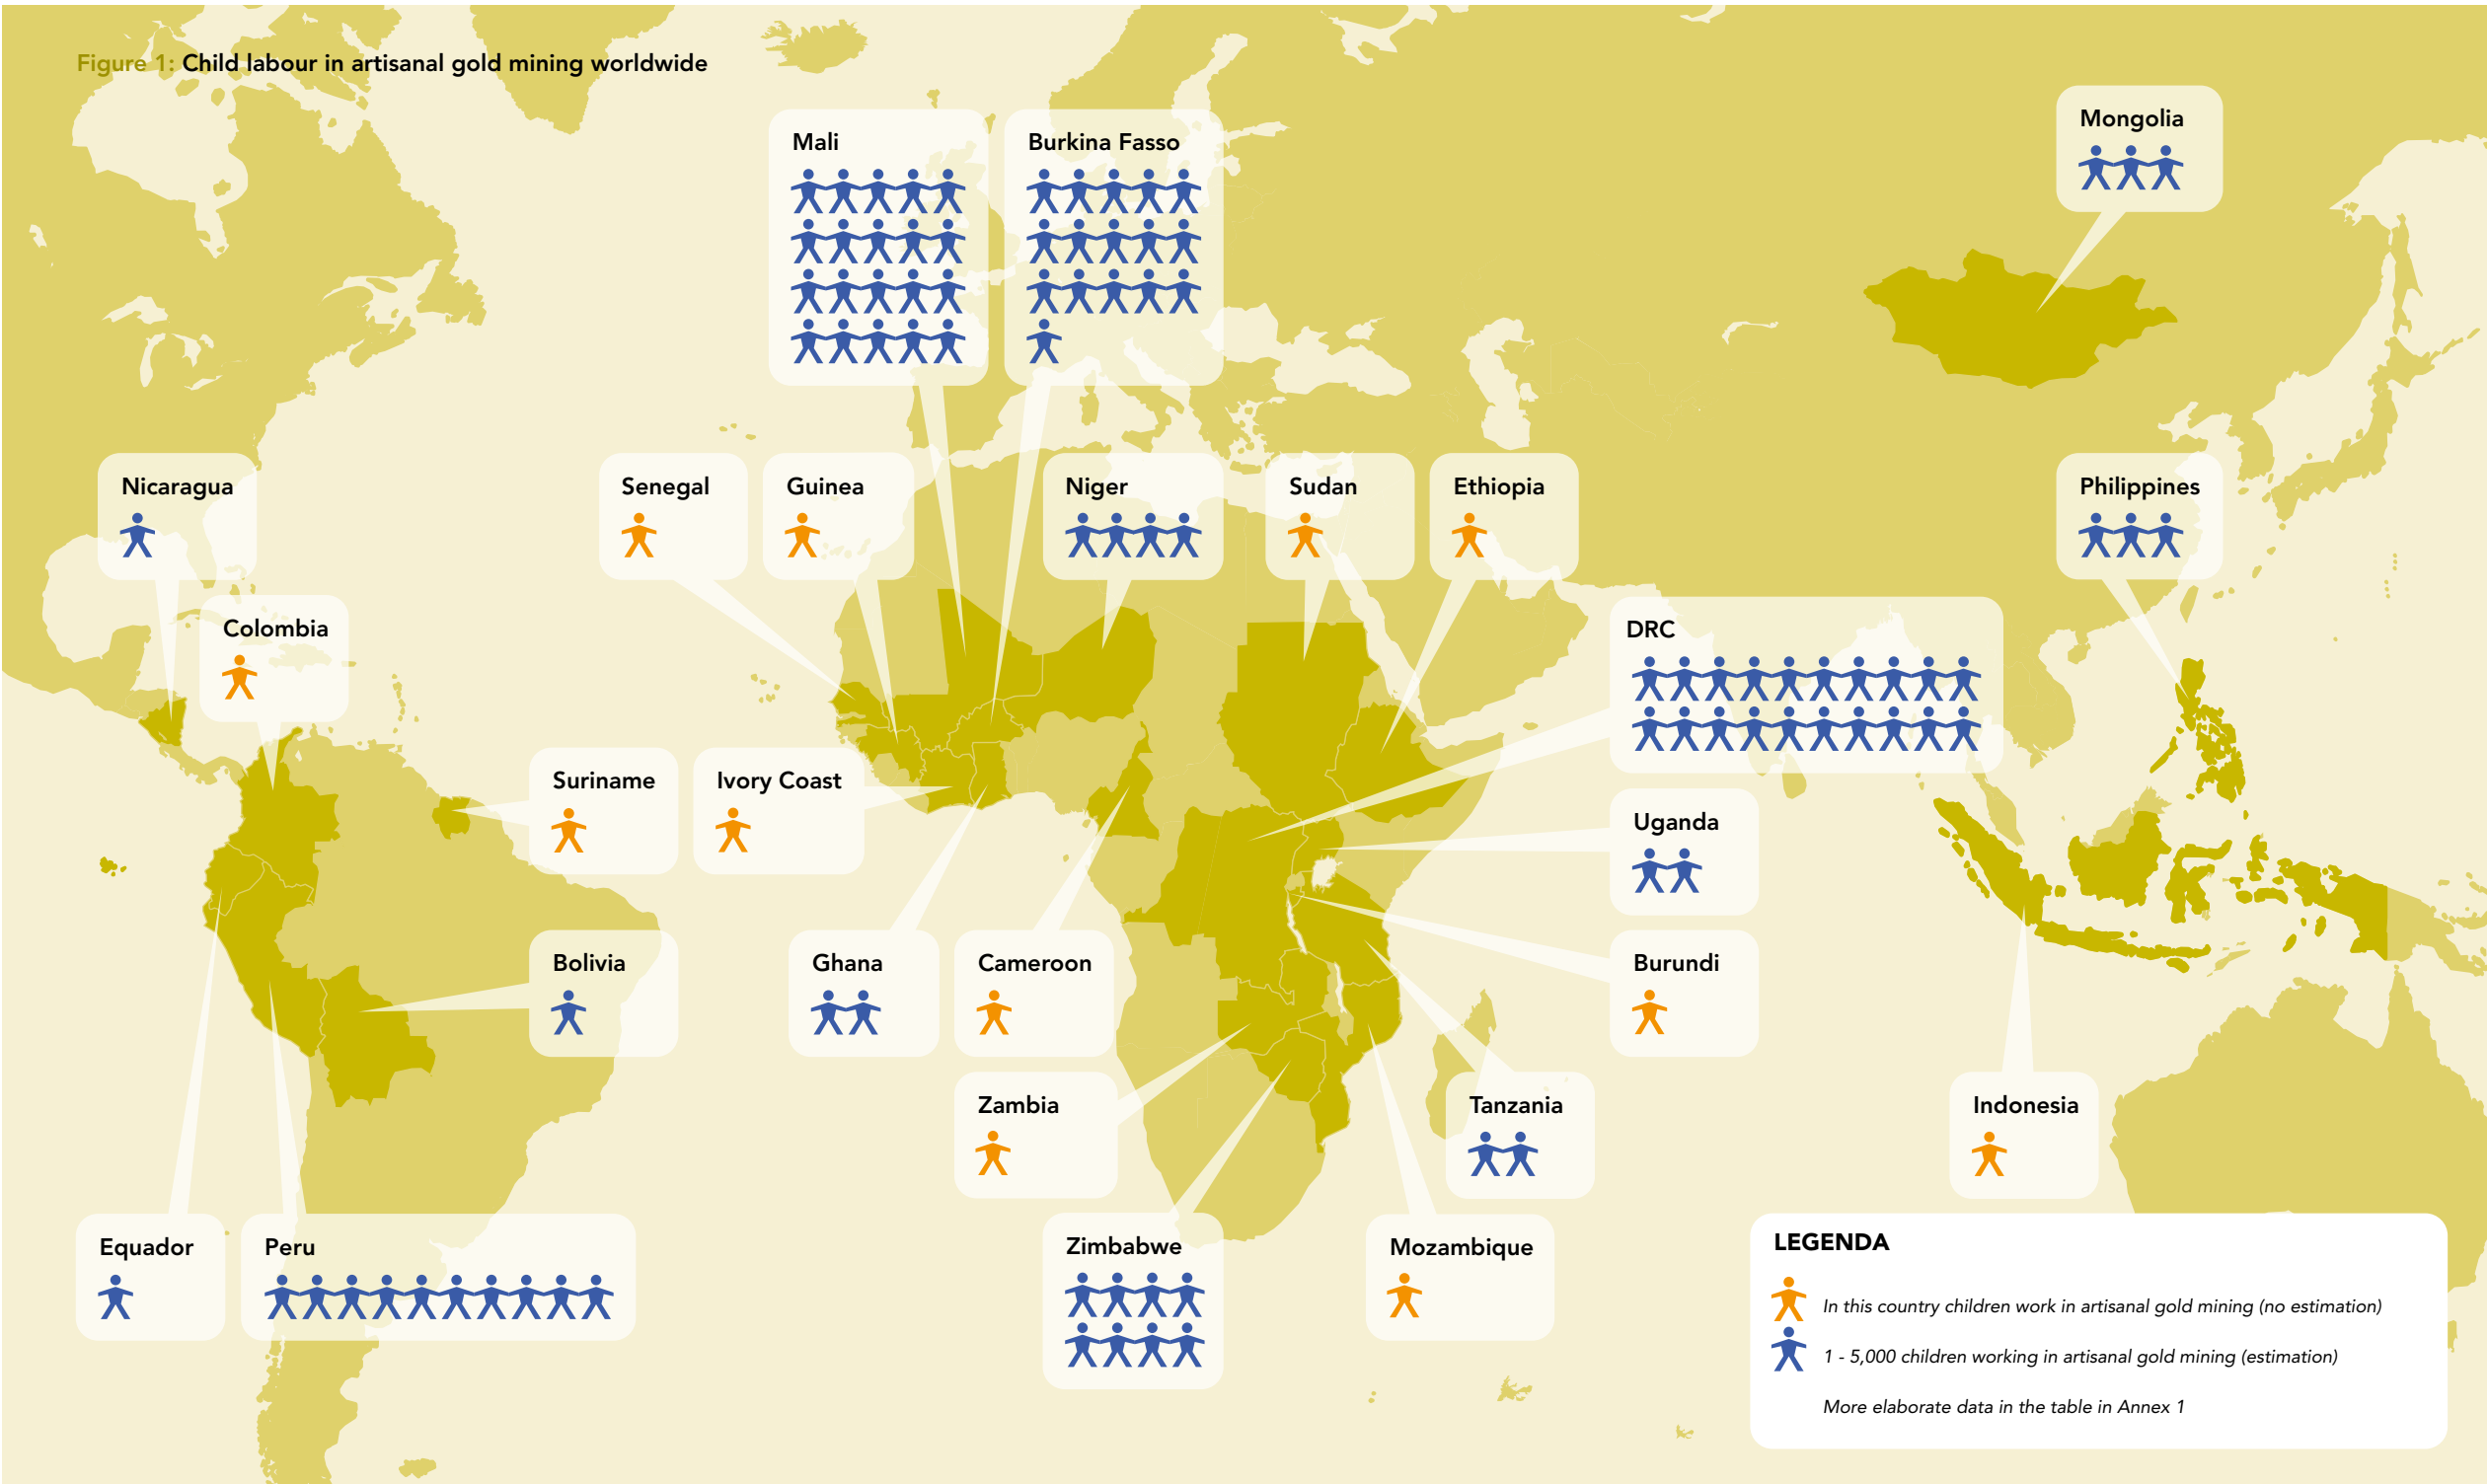 Figure 1: Child labour in artisanal gold mining worldwide
Mongolia
Mali
Burkina Fasso
Nicaragua
Senegal
Guinea
Niger
Sudan
Ethiopia
Philippines
Colombia
DRC
Suriname
Ivory Coast
Uganda
Bolivia
Ghana
Cameroon
Burundi
Zambia
Tanzania
Indonesia
Equador
Peru
Zimbabwe
Mozambique
LEGENDA
In this country children work in artisanal gold mining (no estimation)
1 - 5,000 children working in artisanal gold mining (estimation)
More elaborate data in the table in Annex 1